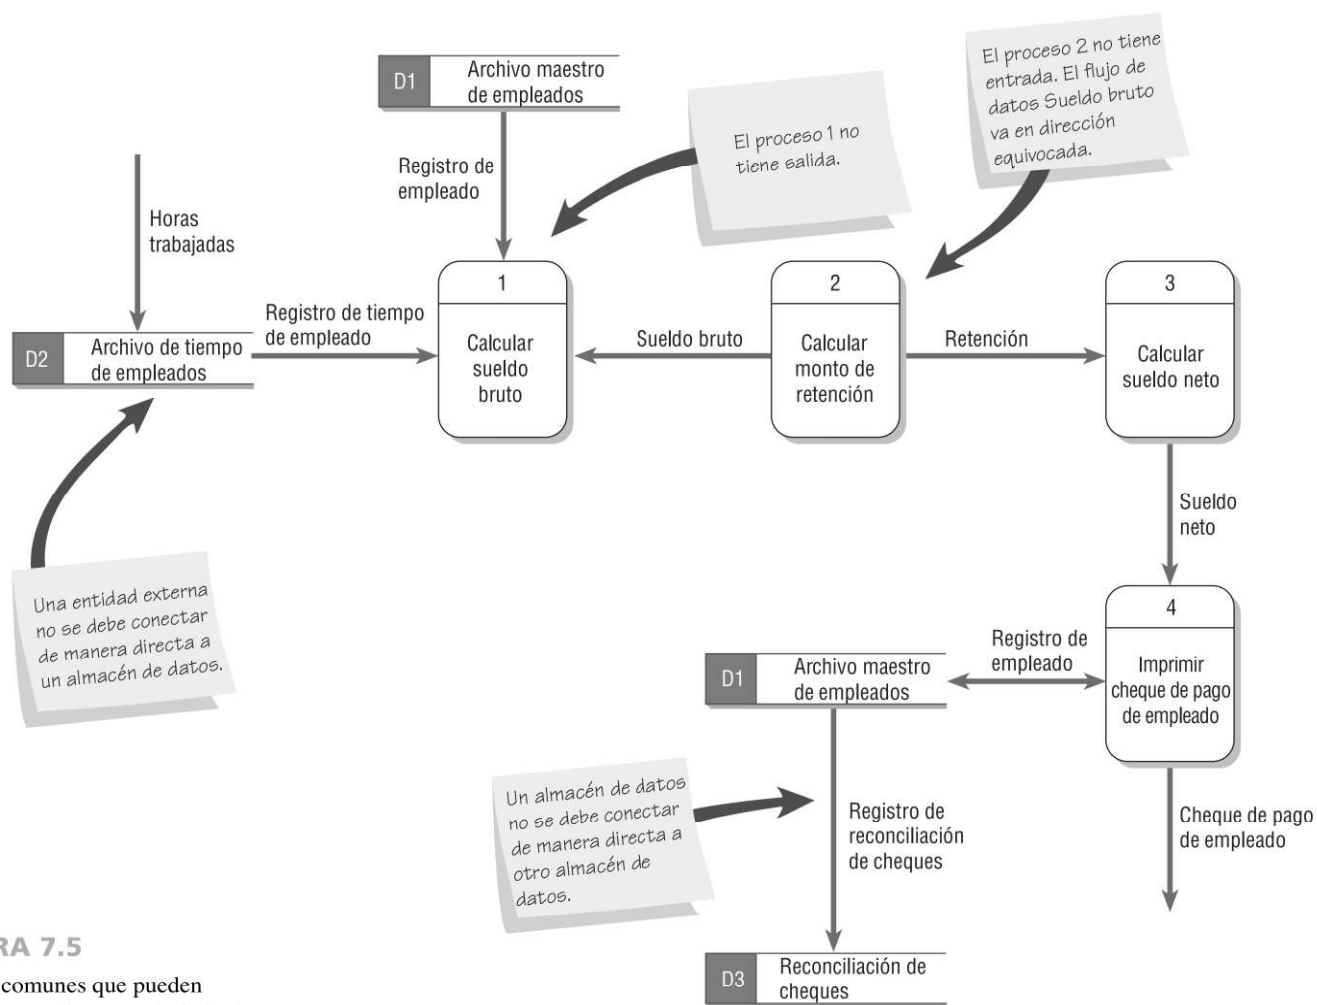 D1
Archivo maestro
de empleados
El proceso 1 no
tiene salida.
El proceso 2 no tiene
entrada. El flujo de
datos Sueldo bruto
va en dirección
equivocada.
Registro de
empleado
Horas
trabajadas
D2
Archivo de tiempo
de empleados
Registro de tiempo
de empleado
1
Calcular
sueldo
bruto
Sueldo bruto
2
Calcular
monto de
retención
Retención
3
Calcular
sueldo neto
Sueldo
neto
Una entidad externa
no se debe conectar
de manera directa a
un almacén de datos.
D1
Archivo maestro
de empleados
Registro de
empleado
4
Imprimir
cheque de pago
de empleado
Un almacén de datos
no se debe conectar
de manera directa a
otro almacén de
datos.
Registro de
reconciliación
de cheques
Cheque de pago
de empleado
D3
Reconciliación de
cheques
RA 7.5
comunes que pueden